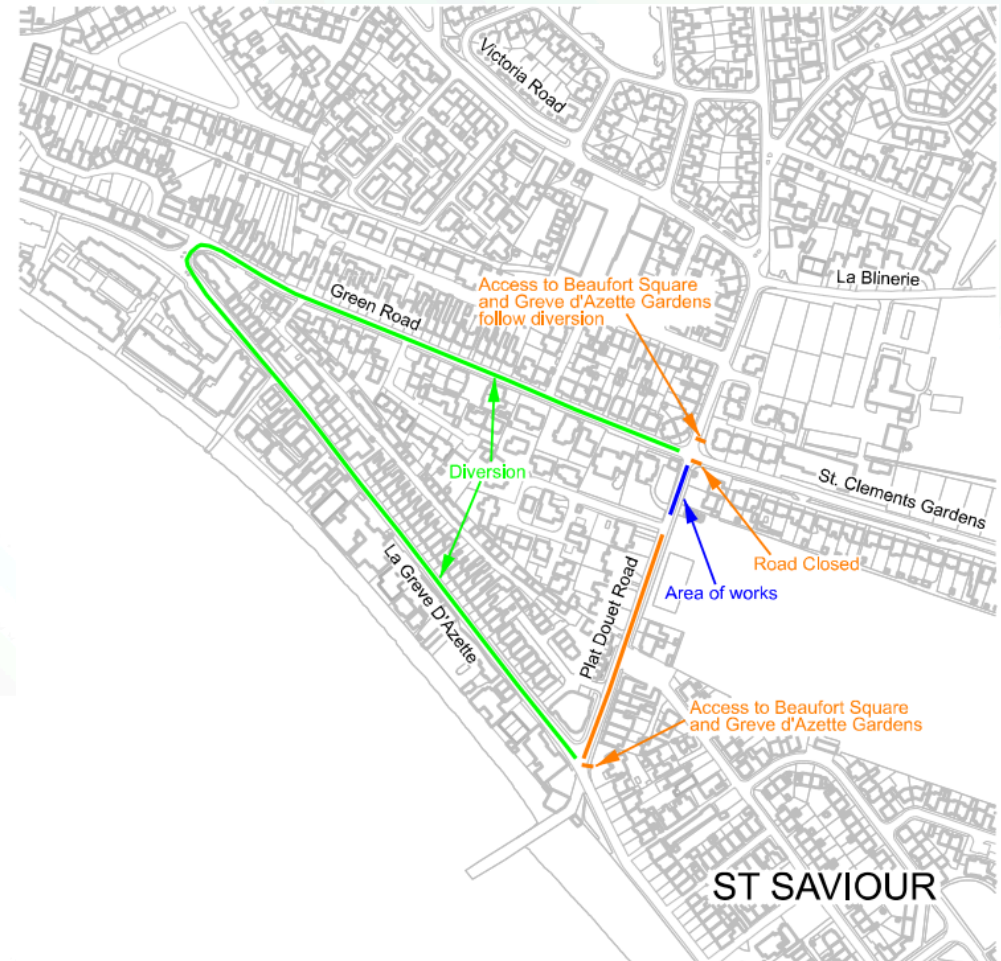 Victoria Road
Access to Beaufort Square
and Greve d'Azette Gardens
follow diversion
La Blinerie
Green Road
Diversion
St. Clements Gardens
Road Closed
Area of works
La Greve D'Azette
Plat Douet Road
Access to Beaufort Square
and Greve d'Azette Gardens
ST SAVIOUR